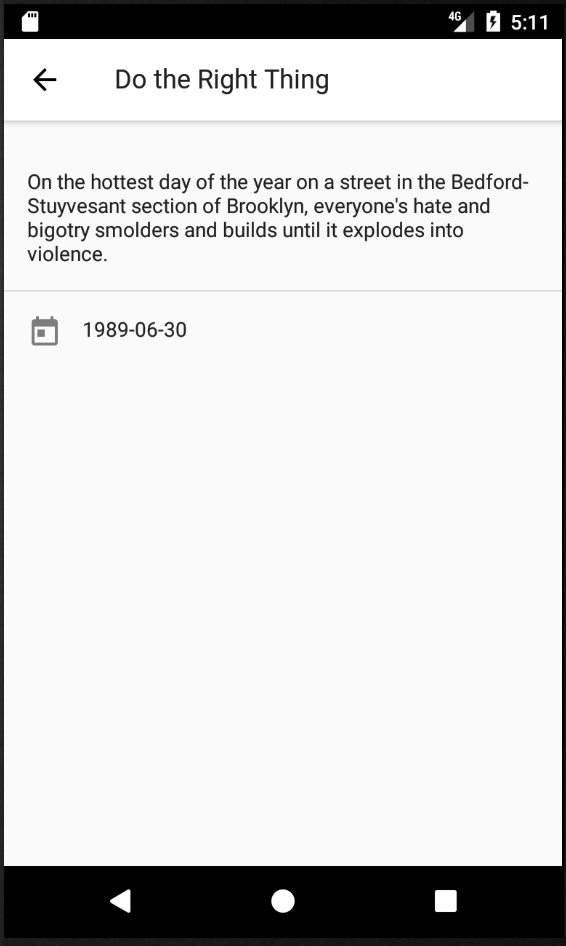 4G 5:11
Do the Right Thing
On the hottest day of the year on a street in the Bedford-
Stuyvesant section of Brooklyn, everyone's hate and
bigotry smolders and builds until it explodes into
violence.
1989-06-30